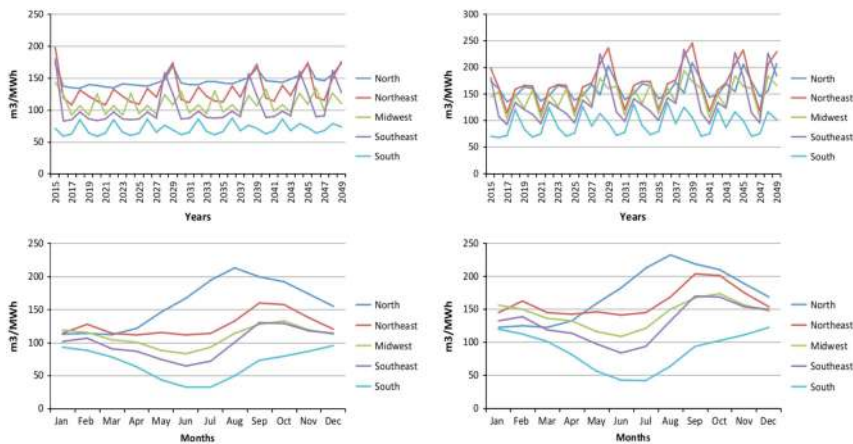 m3/MWh
200
150
100
50
0
2015
2017
2019
2021
2023
2025
2027
2029
2031
2033
2035
2037
2039
2041
2043
2045
2047
2049
Years
North
Northeast
Midwest
Southeast
South
m3/MWh
300
250
200
150
100
50
0
2015
2017
2019
2021
2023
2025
2027
2029
2031
2033
2035
2037
2039
2041
2043
2045
2047
2049
Years
North
Northeast
Midwest
Southeast
South
m3/MWh
250
200
150
100
50
0
Jan Feb Mar Apr May Jun Jul Aug Sep Oct Nov Dec
Months
North
Northeast
Midwest
Southeast
South
m3/MWh
250
200
150
100
50
0
Jan Feb Mar Apr May Jun Jul Aug Sep Oct Nov Dec
Months
North
Northeast
Midwest
Southeast
South